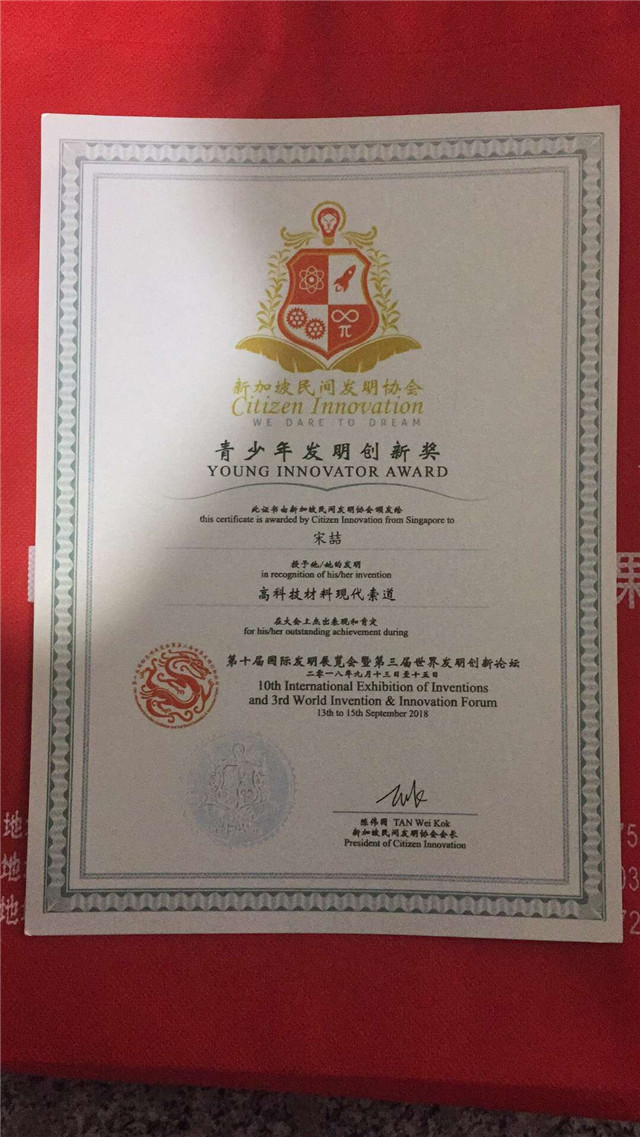 新加坡民间发明协会
Citizen Innovation
WE DARE TO DREAM
青少年发明创新奖
YOUNG INNOVATOR AWARD
此证书由新加坡民间发明协会颁发给
this certificate is awarded by Citizen Innovation from Singapore to
宋喆
授予他/她的发明
in recognition of his/her invention
高科技材料现代索道
在大会上杰出表现和肯定
for his/her outstanding achievement during
第十届国际发明展览会暨第三届世界发明创新论坛
二零一八年九月十三日至十五日
10th International Exhibition of Inventions
and 3rd World Invention & Innovation Forum
13th to 15th September 2018
陈伟国 TAN Wei Kok
新加坡民间发明协会会长
President of Citizen Innovation
果
地
地
地
75
03
72